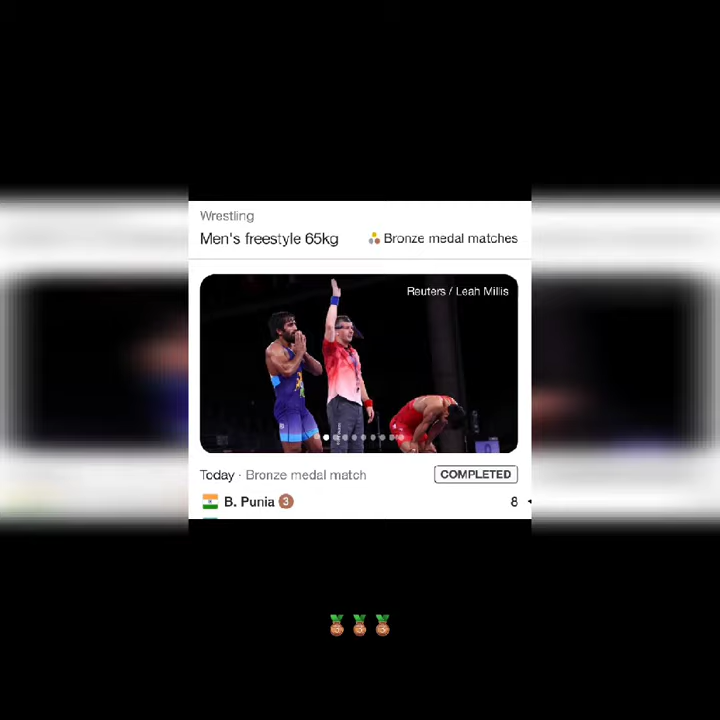 Wrestling
Men's freestyle 65kg Bronze medal matches
Reuters / Leah Millis
Today · Bronze medal match COMPLETED
B. Punia 3 8